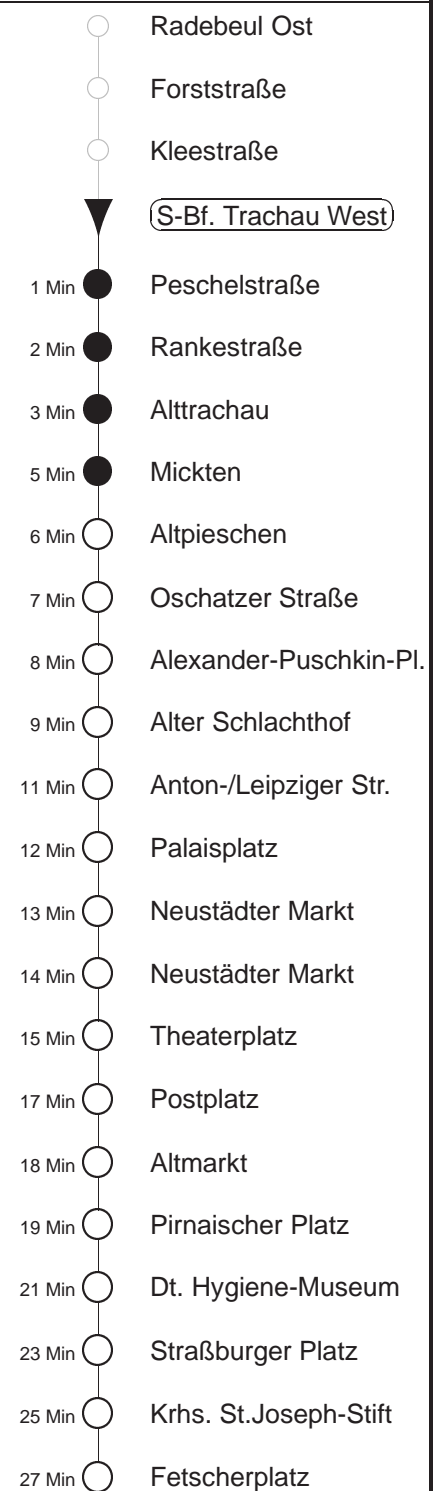 Radebeul Ost
Forststraße
Kleestraße
S-Bf. Trachau West
1 Min Peschelstraße
2 Min Rankestraße
3 Min Alttrachau
5 Min Mickten
6 Min Altpieschen
7 Min Oschatzer Straße
8 Min Alexander-Puschkin-Pl.
9 Min Alter Schlachthof
11 Min Anton-/Leipziger Str.
12 Min Palaisplatz
13 Min Neustädter Markt
14 Min Neustädter Markt
15 Min Theaterplatz
17 Min Postplatz
18 Min Altmarkt
19 Min Pirnaischer Platz
21 Min Dt. Hygiene-Museum
23 Min Straßburger Platz
25 Min Krhs. St.Joseph-Stift
27 Min Fetscherplatz